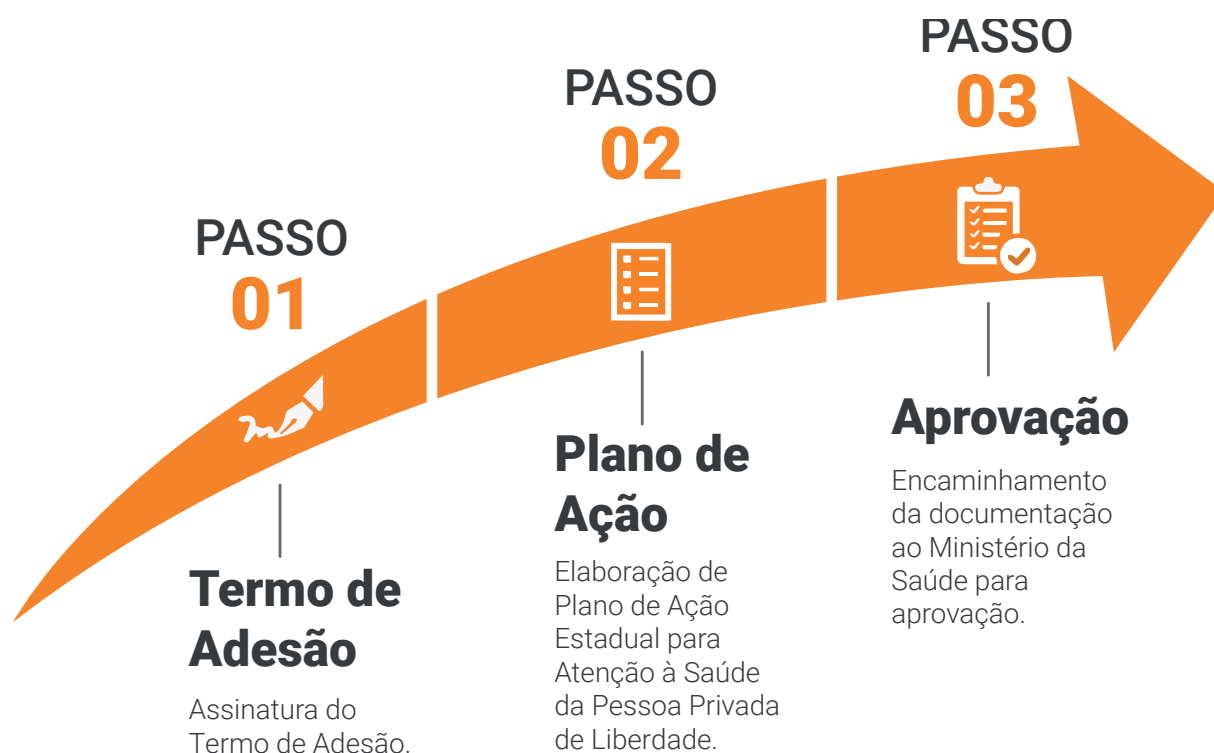 PASSO
01
Termo de
Adesão
Assinatura do
Termo de Adesão.
PASSO
02
Plano de
Ação
Elaboração de
Plano de Ação
Estadual para
Atenção à Saúde
da Pessoa Privada
de Liberdade.
PASSO
03
Aprovação
Encaminhamento
da documentação
ao Ministério da
Saúde para
aprovação.